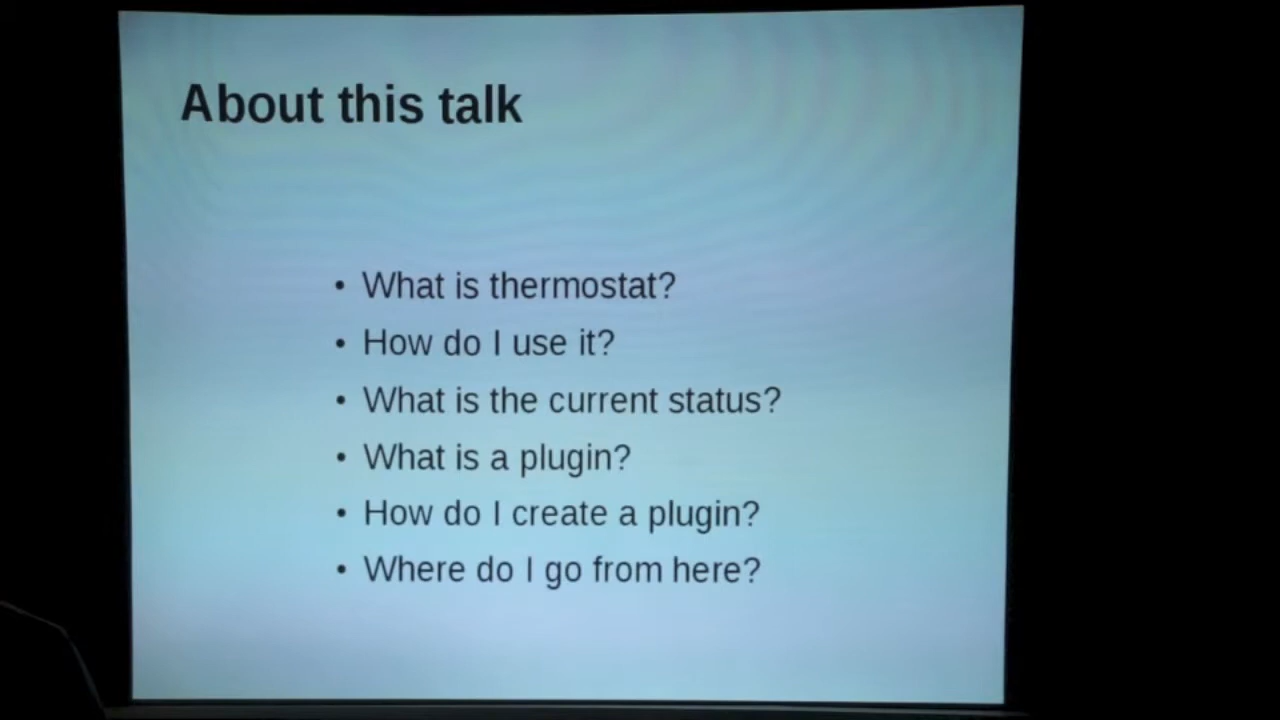 About this talk
• What is thermostat?
• How do I use it?
• What is the current status?
• What is a plugin?
• How do I create a plugin?
• Where do I go from here?